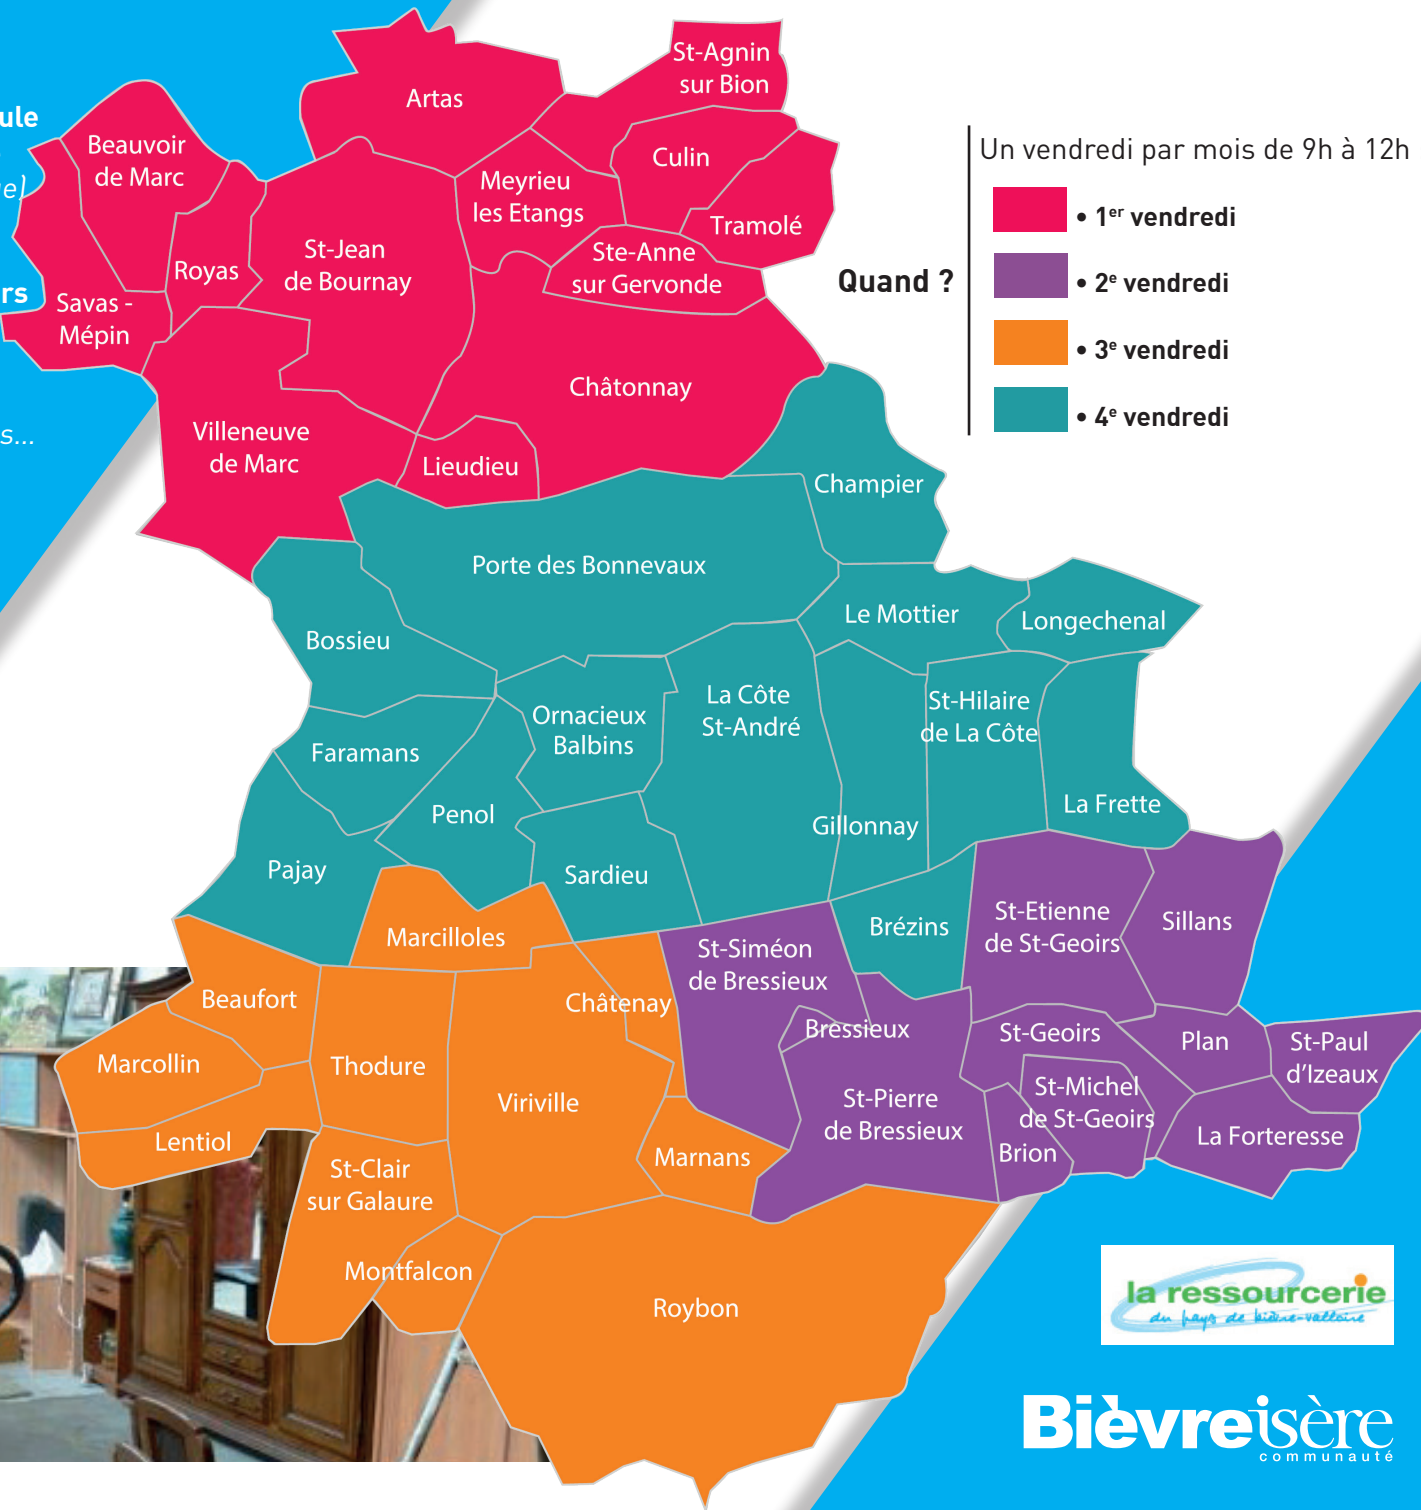 ule
e)
rs
s...
Artas
St-Agnin
sur Bion
Beauvoir
de Marc
Culin
Meyrieu
les Etangs
Tramolé
St-Jean
de Bournay
Royas
Ste-Anne
sur Gervonde
Savas -
Mépin
Châtonnay
Villeneuve
de Marc
Lieudieu
Quand ?
Un vendredi par mois de 9h à 12h
• 1er vendredi
• 2e vendredi
• 3e vendredi
• 4e vendredi
Champier
Porte des Bonnevaux
Le Mottier
Longechenal
Bossieu
La Côte
St-André
St-Hilaire
de La Côte
Ornacieux
Balbins
Faramans
Penol
Gillonnay
La Frette
Pajay
Sardieu
Brézins
Marcilloles
St-Etienne
de St-Geoirs
Sillans
St-Siméon
de Bressieux
Beaufort
Châtenay
Bressieux
St-Geoirs
Plan
St-Paul
d'Izeaux
Marcollin
Thodure
Viriville
St-Pierre
de Bressieux
St-Michel
de St-Geoirs
La Forteresse
Lentiol
Marnans
Brion
St-Clair
sur Galaure
Montfalcon
Roybon
la ressourcerie
du pays de bièvre-valloire
Bièvreisère
communauté